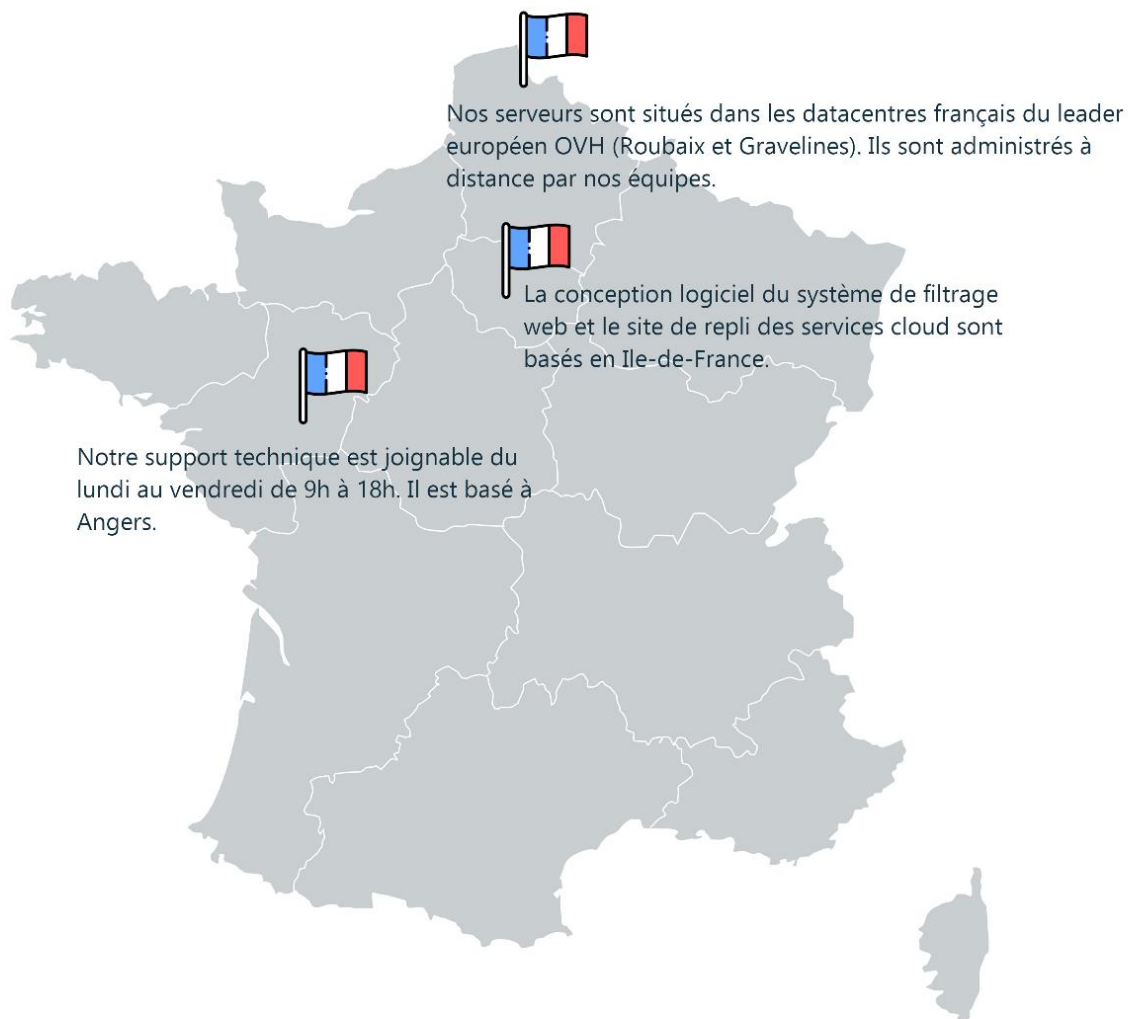 Nos serveurs sont situés dans les datacentres français du leader
européen OVH (Roubaix et Gravelines). Ils sont administrés à
distance par nos équipes.
La conception logiciel du système de filtrage
web et le site de repli des services cloud sont
basés en Ile-de-France.
Notre support technique est joignable du
lundi au vendredi de 9h à 18h. Il est basé à
Angers.